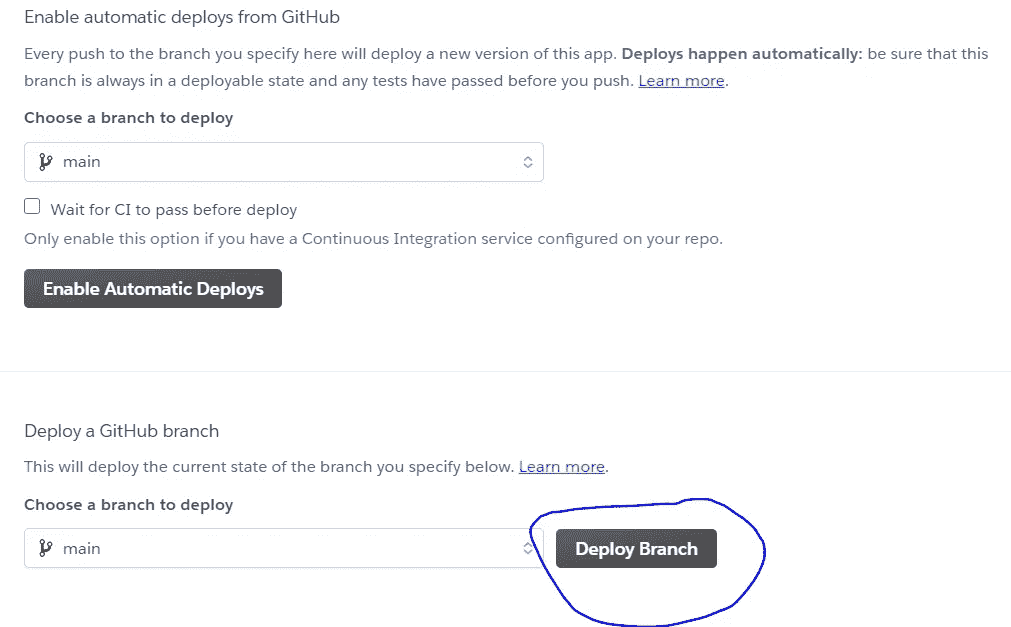 Enable automatic deploys from GitHub
Every push to the branch you specify here will deploy a new version of this app. Deploys happen automatically: be sure that this
branch is always in a deployable state and any tests have passed before you push. Learn more.
Choose a branch to deploy
main
Wait for CI to pass before deploy
Only enable this option if you have a Continuous Integration service configured on your repo.
Enable Automatic Deploys
Deploy a GitHub branch
This will deploy the current state of the branch you specify below. Learn more.
Choose a branch to deploy
main
Deploy Branch